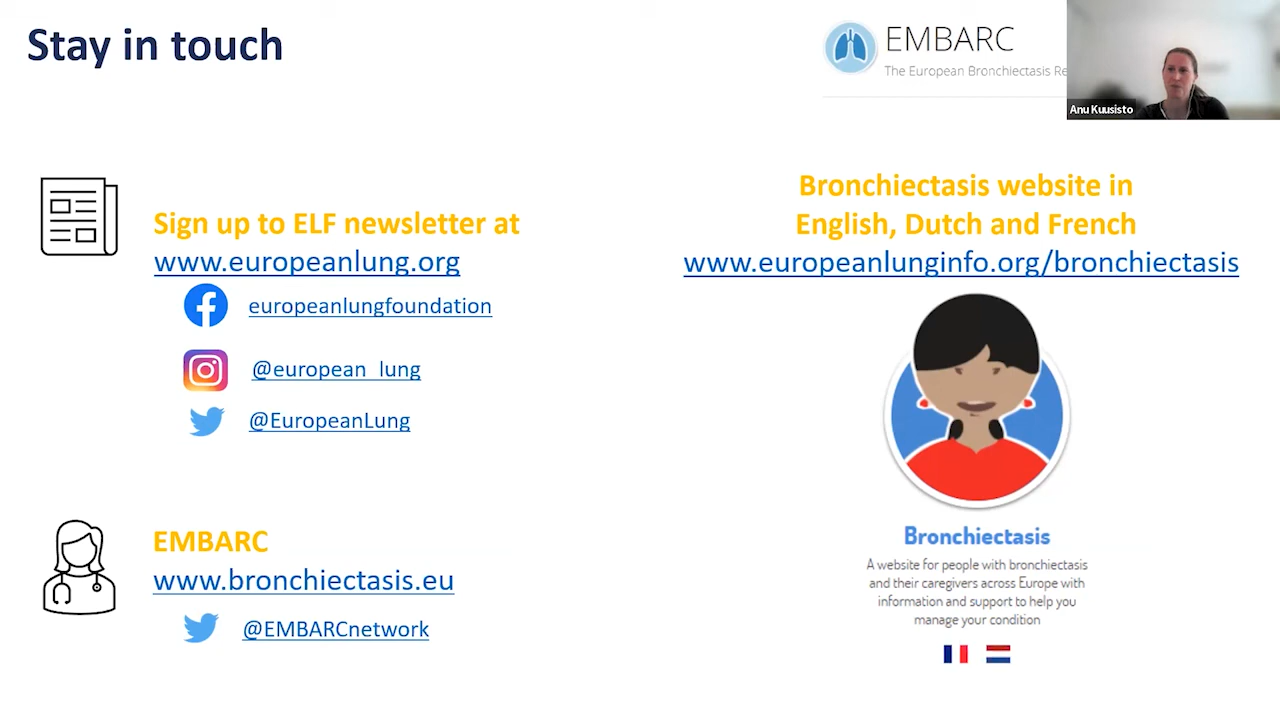 Stay in touch
EMBARC
The European Bronchiectasis Re
Anu Kuusisto
Sign up to ELF newsletter at
www.europeanlung.org
europeanlungfoundation
@european_lung
@EuropeanLung
EMBARC
www.bronchiectasis.eu
@EMBARCnetwork
Bronchiectasis website in
English, Dutch and French
www.europeanlunginfo.org/bronchiectasis
Bronchiectasis
A website for people with bronchiectasis
and their caregivers across Europe with
information and support to help you
manage your condition